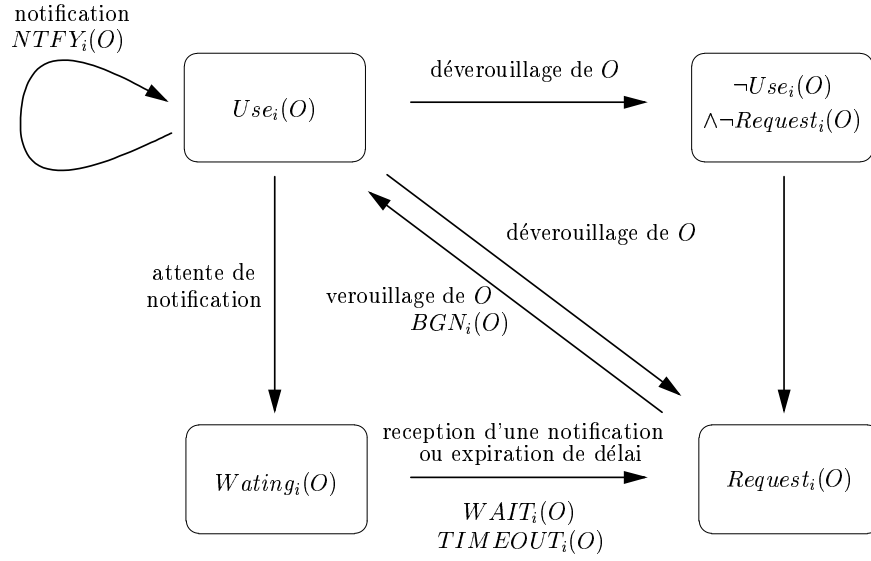 notification
NTFY_i(O)
Use_i(O)
déverouillage de O
¬Use_i(O)
∧¬Request_i(O)
déverouillage de O
attente de
notification
verouillage de O
BGN_i(O)
reception d'une notification
ou expiration de délai
Wating_i(O)
Request_i(O)
WAIT_i(O)
TIMEOUT_i(O)